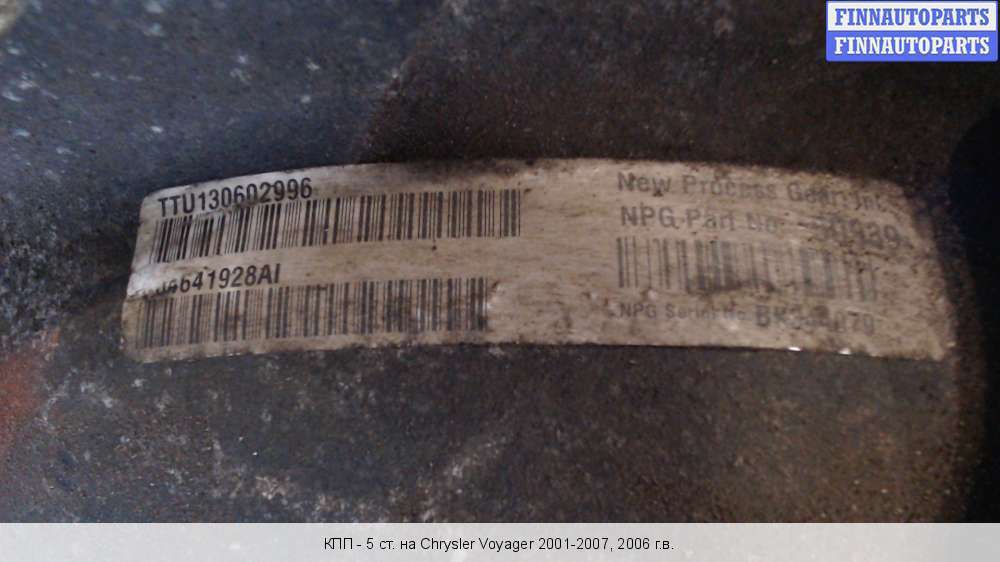 FINNAUTOPARTS
FINNAUTOPARTS
TTU130602996
New Process Gear, Inc.
NPG Part No.
NPG Serial No.
КПП - 5 ст. на Chrysler Voyager 2001-2007, 2006 г.в.